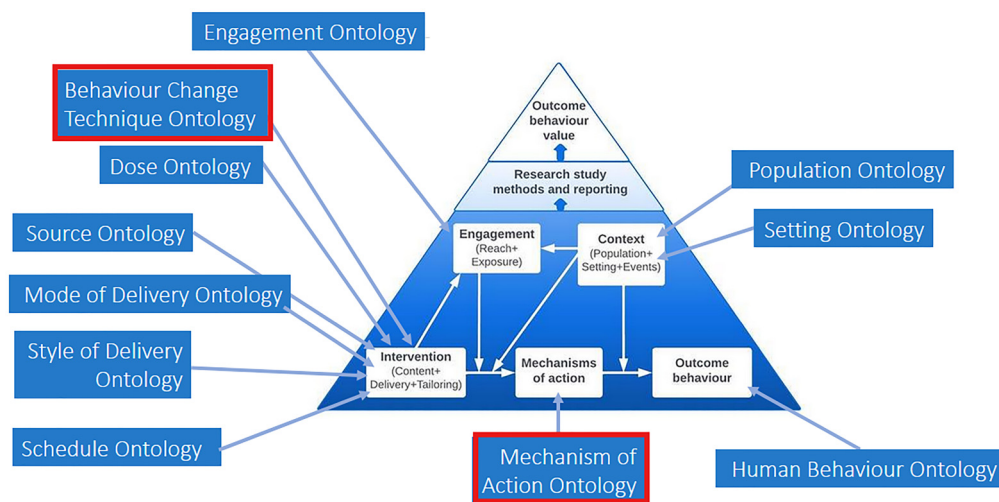 Engagement Ontology
Behaviour Change
Technique Ontology
Dose Ontology
Source Ontology
Mode of Delivery Ontology
Style of Delivery
Ontology
Schedule Ontology
Outcome
behaviour
value
Research study
methods and reporting
Engagement
(Reach+
Exposure)
Context
(Population+
Setting+Events)
Intervention
(Content+
Delivery+Tailoring)
Mechanisms
of action
Outcome
behaviour
Population Ontology
Setting Ontology
Mechanism of
Action Ontology
Human Behaviour Ontology